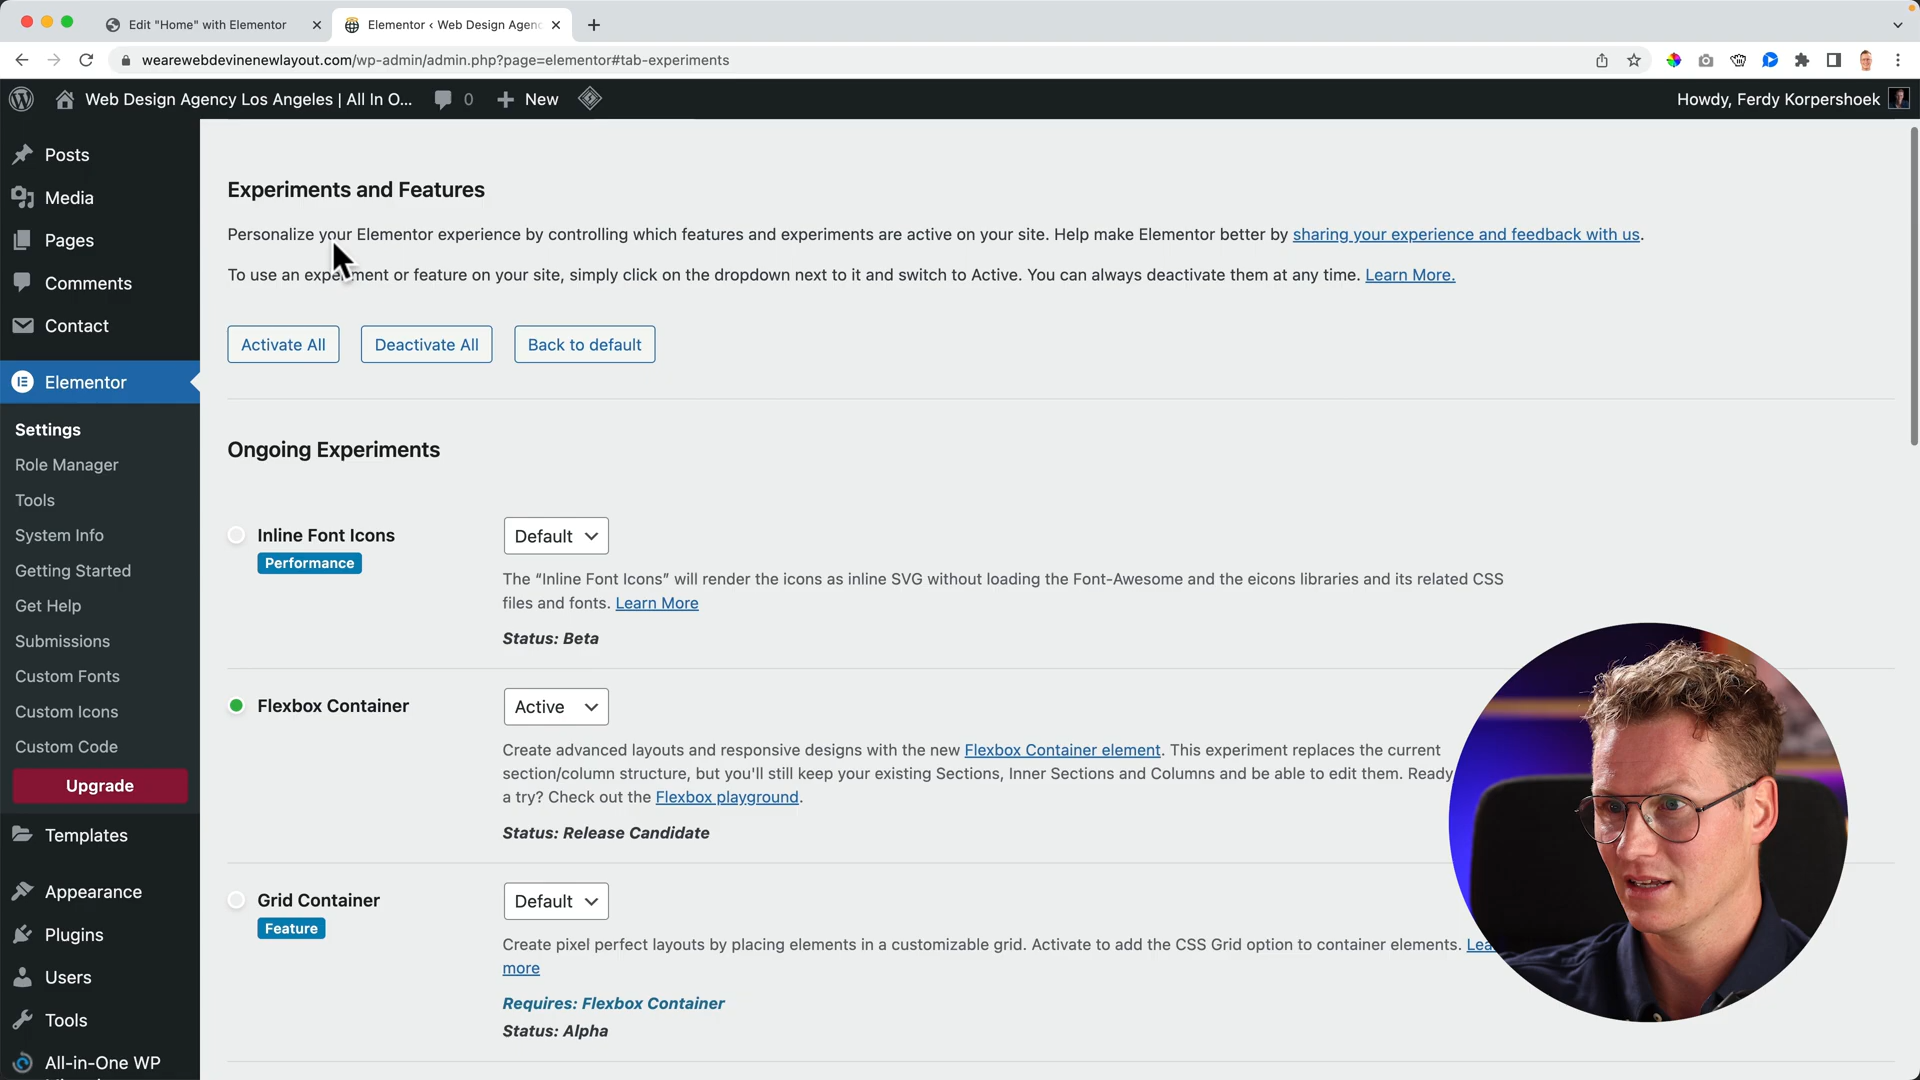 Edit "Home" with Elementor
Elementor ‹ Web Design Agenc
wearewebdevinenewlayout.com/wp-admin/admin.php?page=elementor#tab-experiments
Web Design Agency Los Angeles | All In O...
0
New
Howdy, Ferdy Korpershoek
Posts
Media
Pages
Comments
Contact
Elementor
Settings
Role Manager
Tools
System Info
Getting Started
Get Help
Submissions
Custom Fonts
Custom Icons
Custom Code
Upgrade
Templates
Appearance
Plugins
Users
Tools
All-in-One WP
Experiments and Features
Personalize your Elementor experience by controlling which features and experiments are active on your site. Help make Elementor better by sharing your experience and feedback with us.
To use an experiment or feature on your site, simply click on the dropdown next to it and switch to Active. You can always deactivate them at any time. Learn More.
Activate All
Deactivate All
Back to default
Ongoing Experiments
Inline Font Icons
Performance
Default
The “Inline Font Icons” will render the icons as inline SVG without loading the Font-Awesome and the eicons libraries and its related CSS
files and fonts. Learn More
Status: Beta
Flexbox Container
Active
Create advanced layouts and responsive designs with the new Flexbox Container element. This experiment replaces the current
section/column structure, but you'll still keep your existing Sections, Inner Sections and Columns and be able to edit them. Ready
a try? Check out the Flexbox playground.
Status: Release Candidate
Grid Container
Feature
Default
Create pixel perfect layouts by placing elements in a customizable grid. Activate to add the CSS Grid option to container elements. Lea
more
Requires: Flexbox Container
Status: Alpha